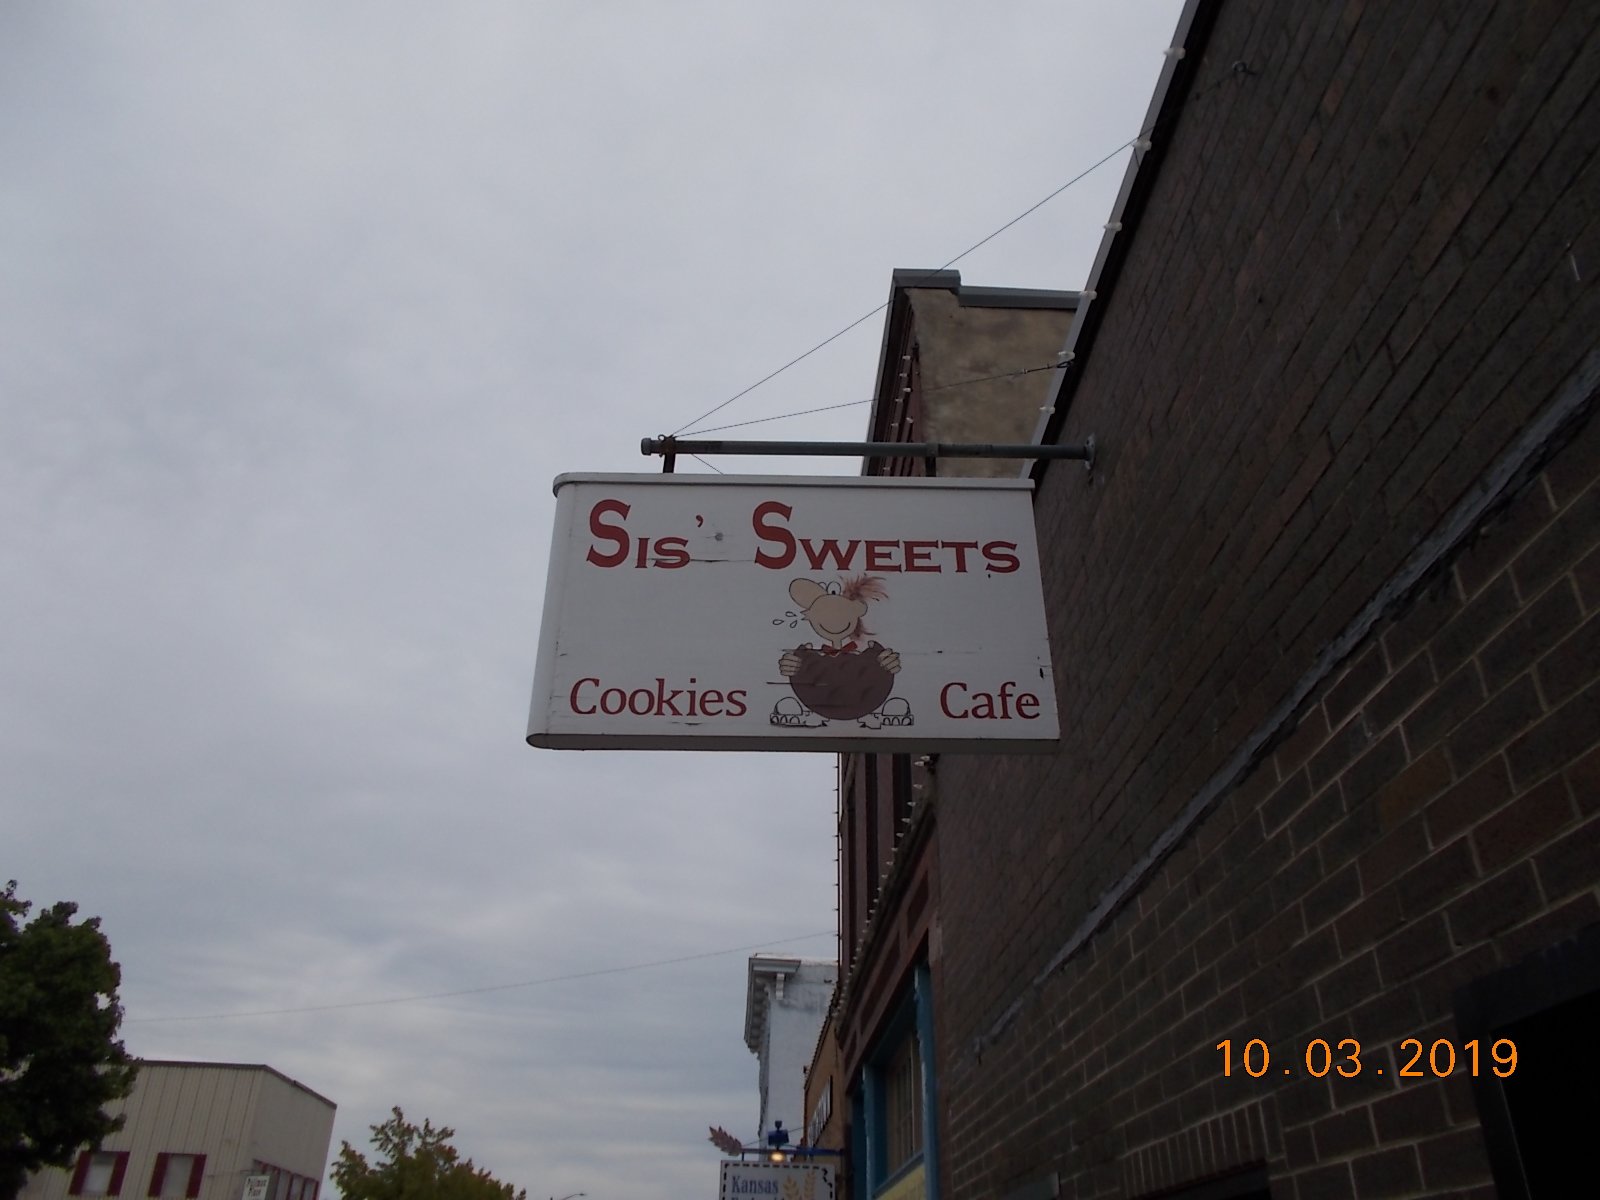 Sis' Sweets
Cookies Cafe
10.03.2019
Kansas